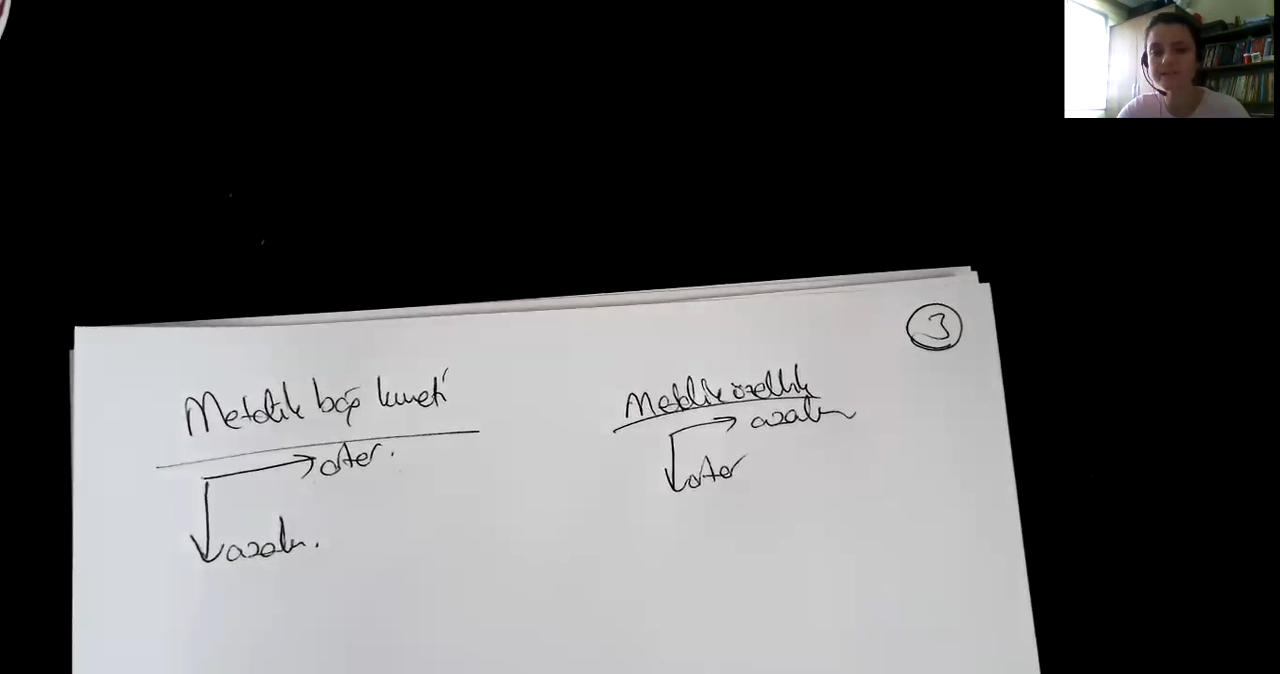 3
Metalik bağ kuvveti
artar.
azalır.
Metalik özellik
azalır
artar